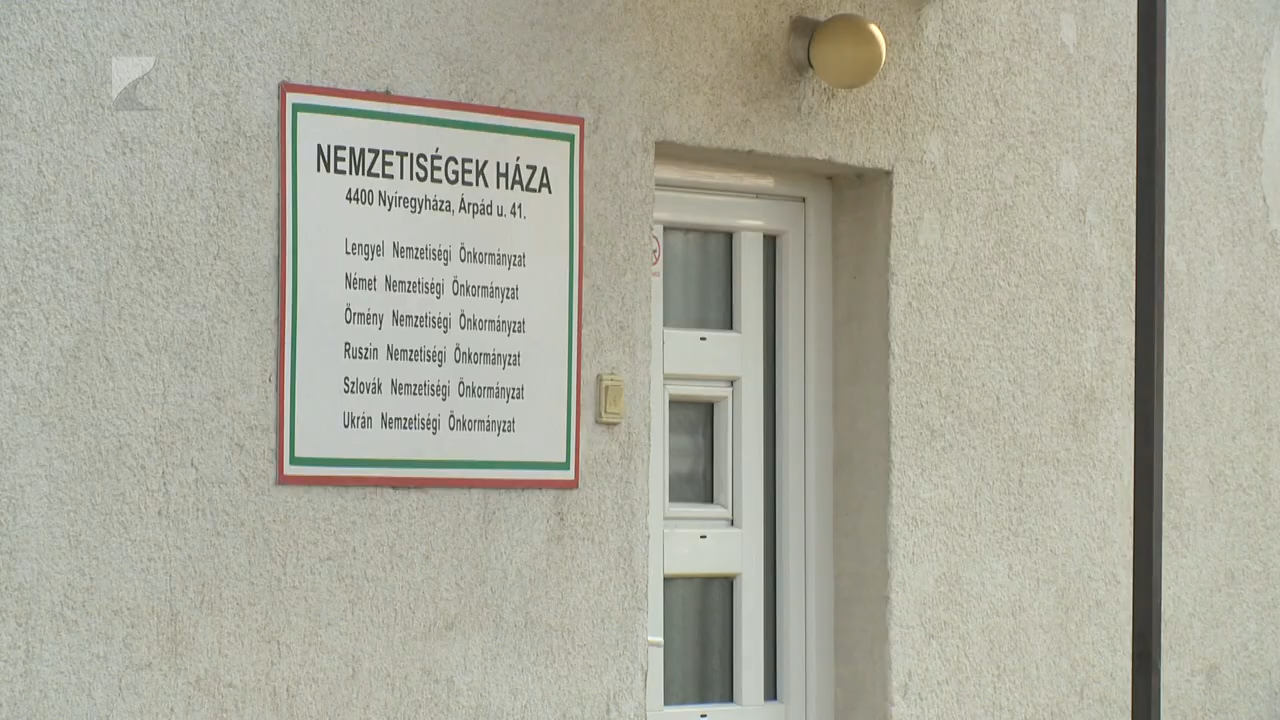 NEMZETISÉGEK HÁZA
4400 Nyíregyháza, Árpád u. 41.
Lengyel Nemzetiségi Önkormányzat
Német Nemzetiségi Önkormányzat
Örmény Nemzetiségi Önkormányzat
Ruszin Nemzetiségi Önkormányzat
Szlovák Nemzetiségi Önkormányzat
Ukrán Nemzetiségi Önkormányzat